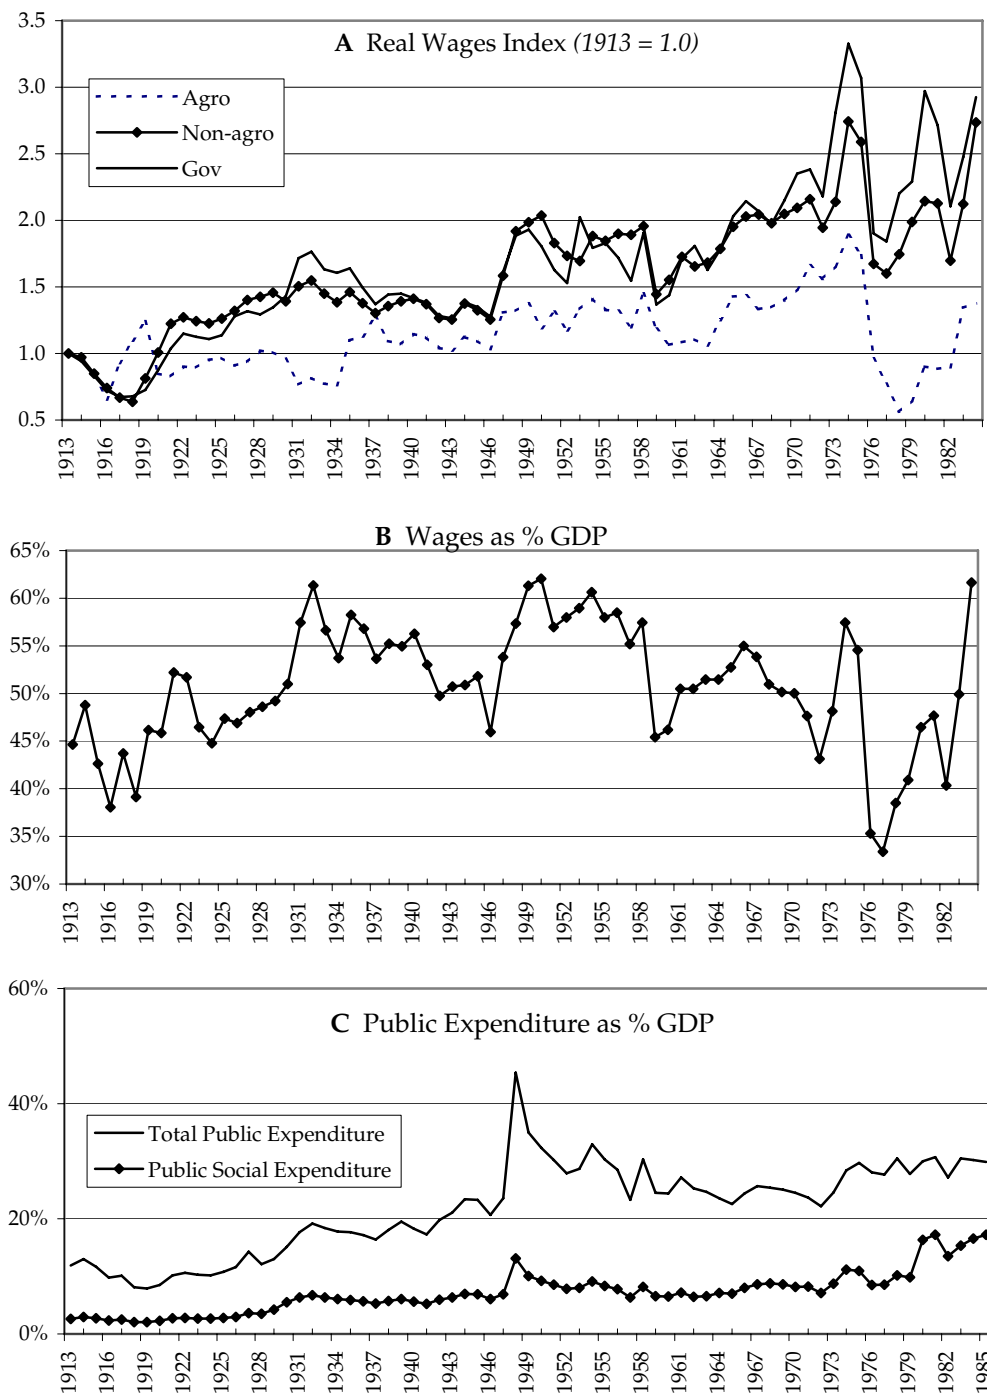 A Real Wages Index (1913 = 1.0)
3.5
3.0
2.5
2.0
1.5
1.0
0.5
Agro
Non-agro
Gov
1913 1916 1919 1922 1925 1928 1931 1934 1937 1940 1943 1946 1949 1952 1955 1958 1961 1964 1967 1970 1973 1976 1979 1982
B Wages as % GDP
65%
60%
55%
50%
45%
40%
35%
30%
1913 1916 1919 1922 1925 1928 1931 1934 1937 1940 1943 1946 1949 1952 1955 1958 1961 1964 1967 1970 1973 1976 1979 1982
C Public Expenditure as % GDP
60%
40%
20%
0%
Total Public Expenditure
Public Social Expenditure
1913 1916 1919 1922 1925 1928 1931 1934 1937 1940 1943 1946 1949 1952 1955 1958 1961 1964 1967 1970 1973 1976 1979 1982 1985